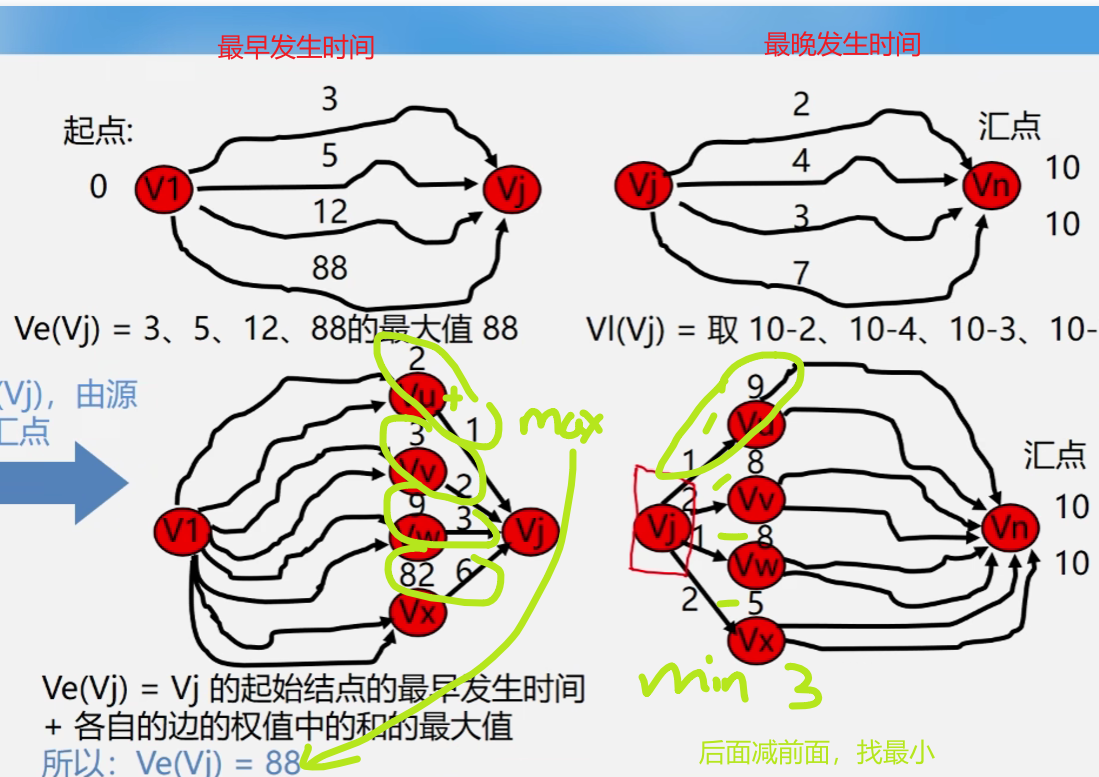 最早发生时间
最晚发生时间
3
2
起点:
汇点
5
4
10
0
V1
Vj
Vj
Vn
12
3
10
88
7
Ve(Vj) = 3、5、12、88的最大值 88
Vl(Vj) = 取 10-2、10-4、10-3、10-
(Vj)，由源
汇点
2
Vu
+
1
max
3
Vv
2
9
Vw
3
V1
Vj
82
6
Vx
9
Vu
1
8
汇点
2
Vv
10
Vj
Vn
1
8
Vw
10
2
5
Vx
min 3
Ve(Vj) = Vj 的起始结点的最早发生时间
+ 各自的边的权值中的和的最大值
所以：Ve(Vj) = 88
后面减前面，找最小